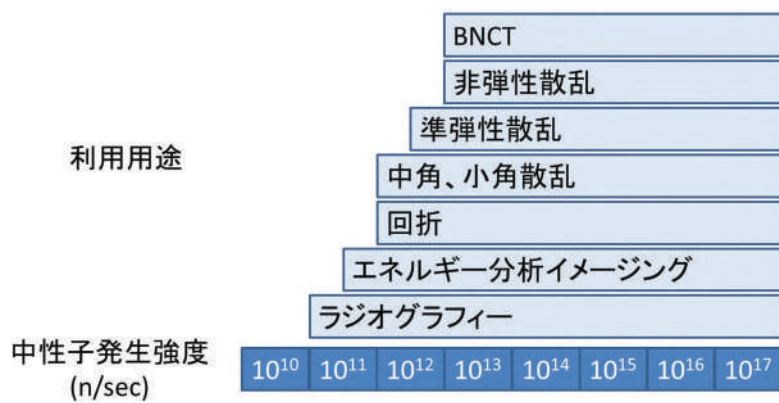 BNCT
非弾性散乱
準弾性散乱
利用用途
中角、小角散乱
回折
エネルギー分析イメージング
ラジオグラフィー
中性子発生強度
(n/sec)
10¹⁰ 10¹¹ 10¹² 10¹³ 10¹⁴ 10¹⁵ 10¹⁶ 10¹⁷